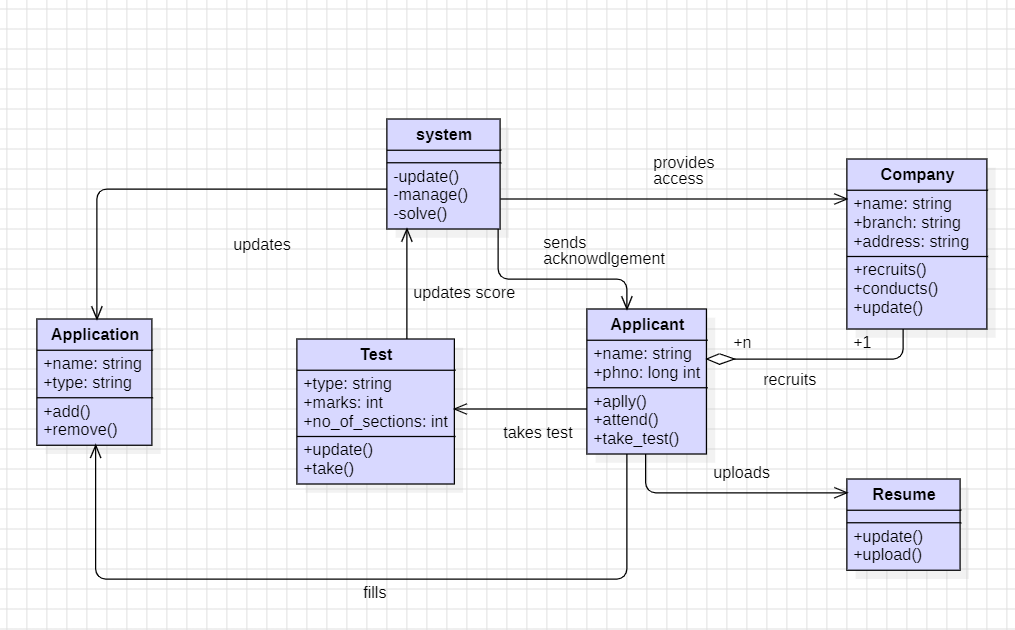 system
-update()
-manage()
-solve()
provides
access
Company
+name: string
+branch: string
+address: string
+recruits()
+conducts()
+update()
updates
sends
acknowdlgement
updates score
Application
+name: string
+type: string
+add()
+remove()
Test
+type: string
+marks: int
+no_of_sections: int
+update()
+take()
Applicant
+name: string
+phno: long int
+aplly()
+attend()
+take_test()
+n
+1
recruits
takes test
uploads
Resume
+update()
+upload()
fills